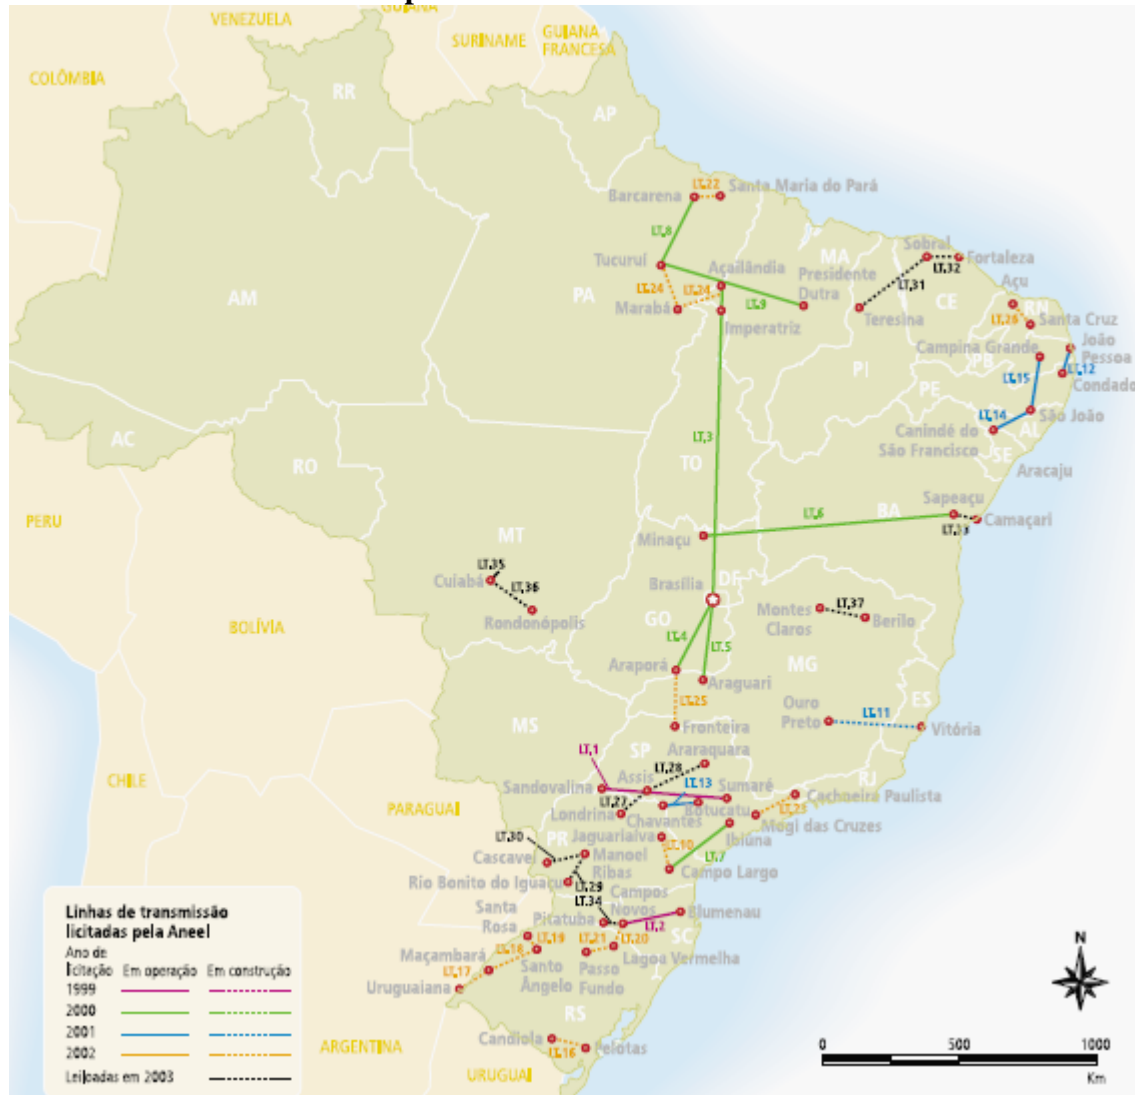 VENEZUELA
GUIANA
SURINAME
GUIANA
FRANCESA
COLÔMBIA
RR
AP
LT.22
Santa Maria do Pará
Barcarena
LT.8
Tucuruí
LT.24
LT.24
Marabá
Açailândia
LT.9
Imperatriz
Presidente
Dutra
MA
Sobral
Fortaleza
LT.32
LT.31
Teresina
CE
Açu
RN
LT.26
Santa Cruz
AM
PA
Campina Grande
João
Pessoa
PB
LT.12
Condado
LT.15
PI
PE
LT.14
São João
AL
Canindé do
São Francisco
SE
Aracaju
AC
RO
LT.3
TO
Sapeaçu
BA
LT.6
Camaçari
LT.33
PERU
MT
Minaçu
LT.35
Cuiabá
LT.36
Rondonópolis
Brasília
DF
GO
LT.4
LT.5
Montes
Claros
LT.37
Berilo
BOLÍVIA
Araporá
Araguari
MG
LT.25
Fronteira
Ouro
Preto
LT.11
ES
Vitória
MS
SP
Araraquara
LT.1
LT.28
Sandovalina
Assis
LT.13
Sumaré
RJ
Cachoeira Paulista
LT.23
Botucatu
Mogi das Cruzes
CHILE
PARAGUAI
LT.27
Londrina
Chavantes
Jaguariaíva
Ibiúna
LT.30
PR
LT.10
LT.7
Cascavel
Manoel
Ribas
Campo Largo
Rio Bonito do Iguaçu
LT.29
LT.34
Campos
Novos
Pitatuba
Blumenau
LT.2
SC
Santa
Rosa
LT.19
LT.21
LT.20
Lagoa Vermelha
Maçambará
LT.18
Santo
Ângelo
Passo
Fundo
LT.17
Uruguaiana
RS
Candiola
LT.16
Pelotas
ARGENTINA
URUGUAI
Linhas de transmissão
licitadas pela Aneel
Ano de
licitação Em operação Em construção
1999
2000
2001
2002
Leiloadas em 2003
N
0 500 1000
Km